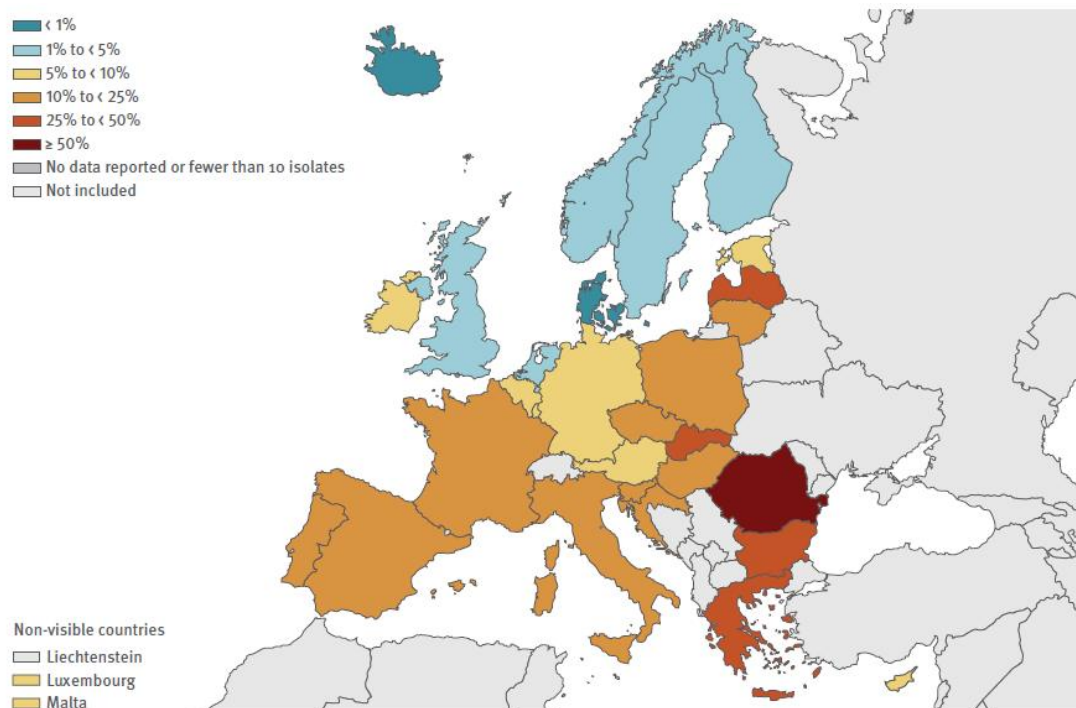 < 1%
1% to < 5%
5% to < 10%
10% to < 25%
25% to < 50%
≥ 50%
No data reported or fewer than 10 isolates
Not included
Non-visible countries
Liechtenstein
Luxembourg
Malta